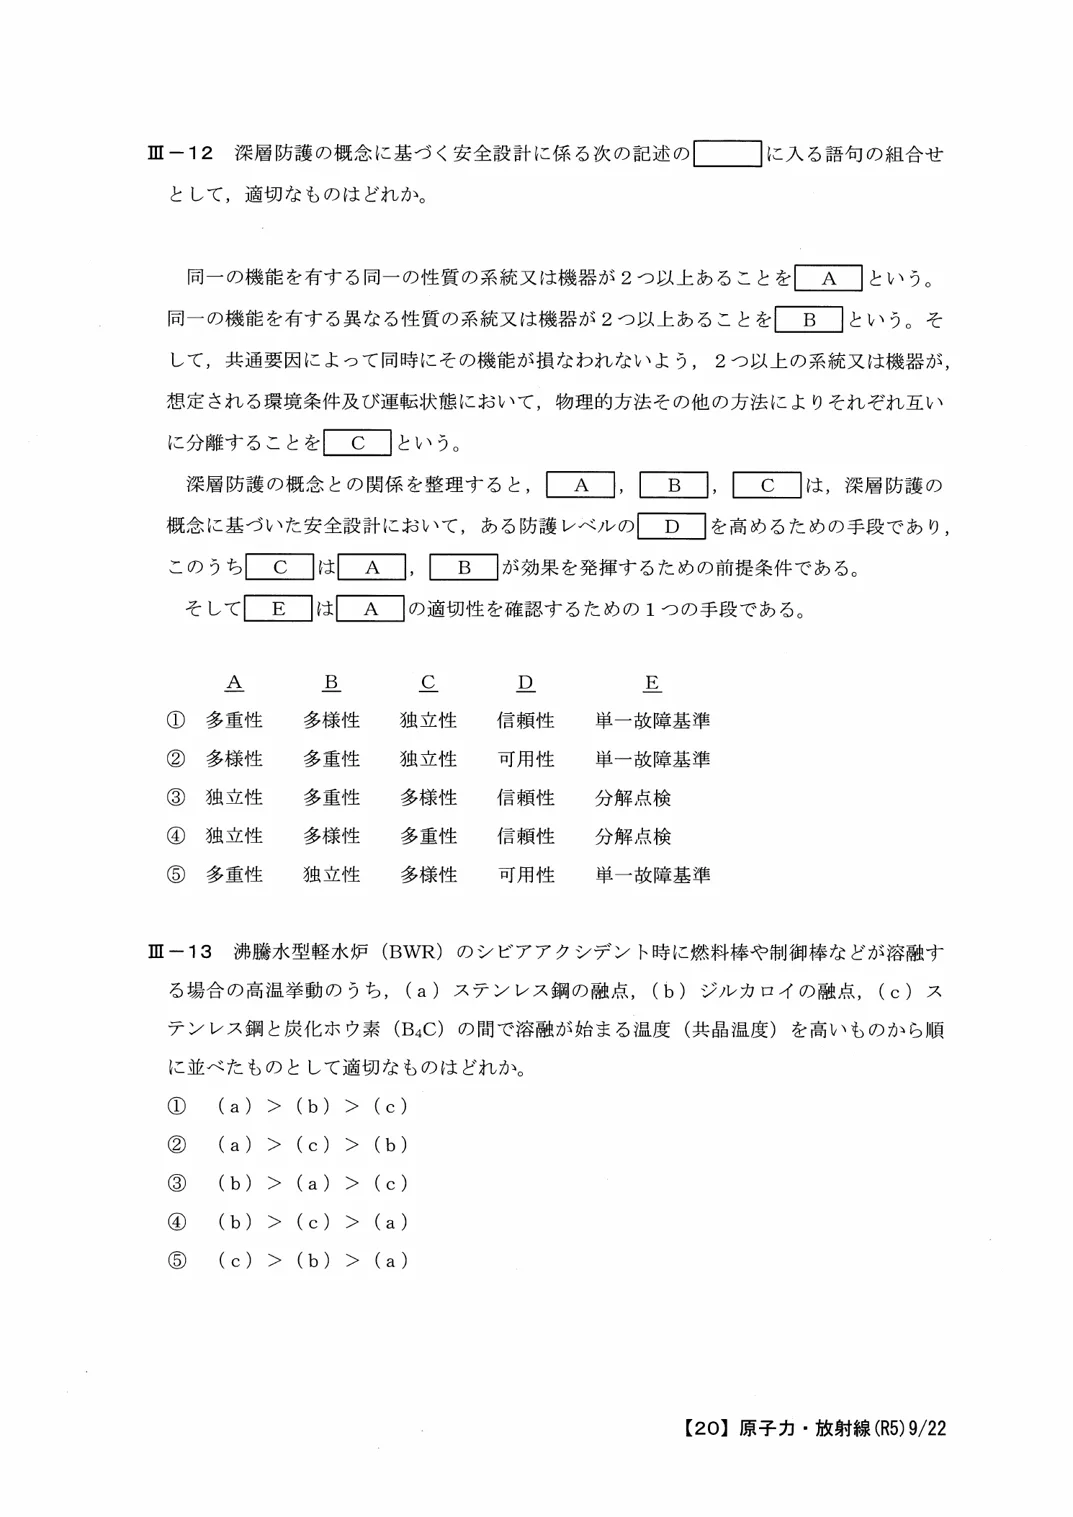 Ⅲ－12　深層防護の概念に基づく安全設計に係る次の記述の　　　に入る語句の組合せ
として，適切なものはどれか。
同一の機能を有する同一の性質の系統又は機器が２つ以上あることを　A　という。
同一の機能を有する異なる性質の系統又は機器が２つ以上あることを　B　という。そ
して，共通要因によって同時にその機能が損なわれないよう，２つ以上の系統又は機器が，
想定される環境条件及び運転状態において，物理的方法その他の方法によりそれぞれ互い
に分離することを　C　という。
深層防護の概念との関係を整理すると，　A　，　B　，　C　は，深層防護の
概念に基づいた安全設計において，ある防護レベルの　D　を高めるための手段であり，
このうち　C　は　A　，　B　が効果を発揮するための前提条件である。
そして　E　は　A　の適切性を確認するための１つの手段である。
A　B　C　D　E
①　多重性　多様性　独立性　信頼性　単一故障基準
②　多様性　多重性　独立性　可用性　単一故障基準
③　独立性　多重性　多様性　信頼性　分解点検
④　独立性　多様性　多重性　信頼性　分解点検
⑤　多重性　独立性　多様性　可用性　単一故障基準
Ⅲ－13　沸騰水型軽水炉（BWR）のシビアアクシデント時に燃料棒や制御棒などが溶融す
る場合の高温挙動のうち，（a）ステンレス鋼の融点，（b）ジルカロイの融点，（c）ス
テンレス鋼と炭化ホウ素（B₄C）の間で溶融が始まる温度（共晶温度）を高いものから順
に並べたものとして適切なものはどれか。
①　（a）＞（b）＞（c）
②　（a）＞（c）＞（b）
③　（b）＞（a）＞（c）
④　（b）＞（c）＞（a）
⑤　（c）＞（b）＞（a）
【20】原子力・放射線(R5)9/22